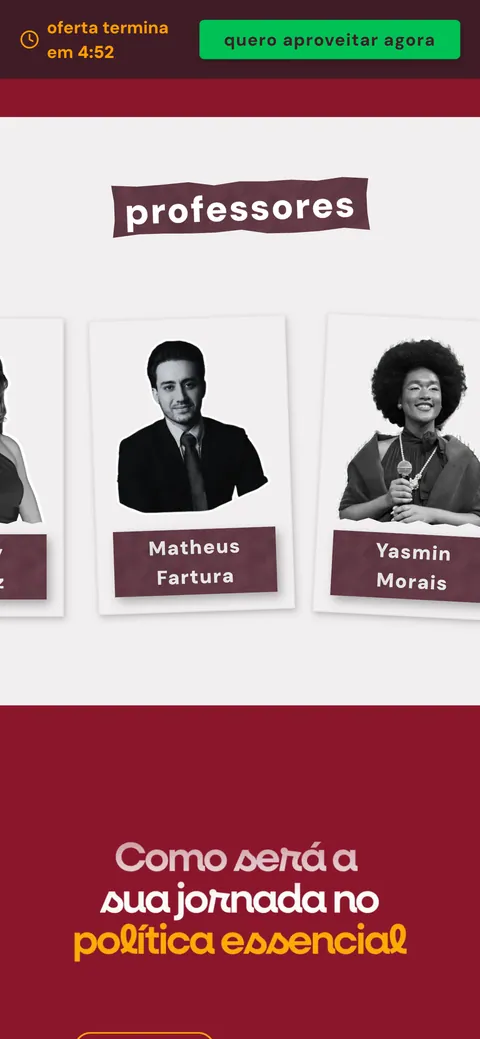 oferta termina
em 4:52
quero aproveitar agora
professores
Matheus
Fartura
Yasmin
Morais
Como será a
sua jornada no
política essencial